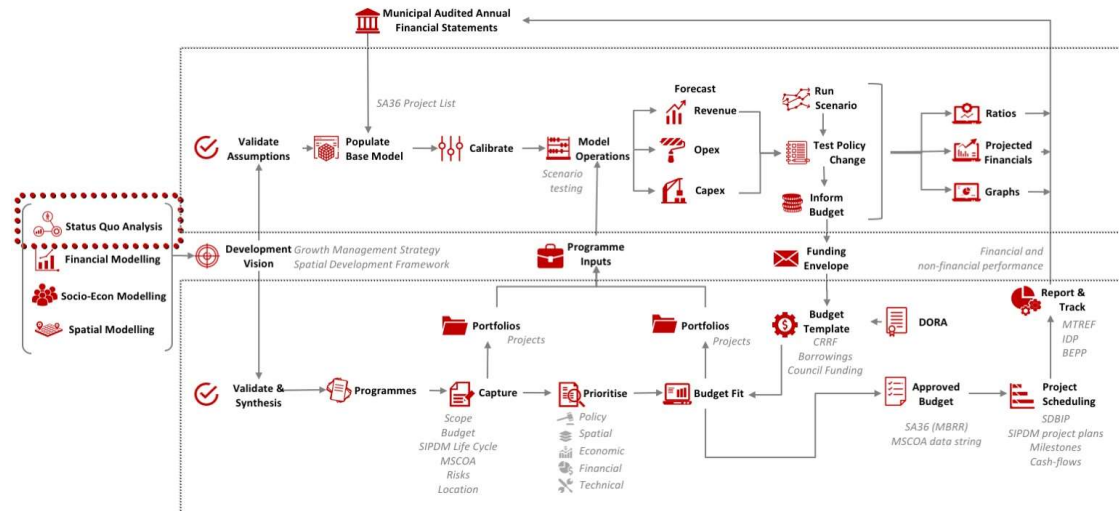 Municipal Audited Annual
Financial Statements
SA36 Project List
Validate
Assumptions
Populate
Base Model
Calibrate
Model
Operations
Scenario
testing
Forecast
Revenue
Opex
Capex
Run
Scenario
Test Policy
Change
Inform
Budget
Ratios
Projected
Financials
Graphs
Status Quo Analysis
Financial Modelling
Socio-Econ Modelling
Spatial Modelling
Development
Vision
Growth Management Strategy
Spatial Development Framework
Programme
Inputs
Funding
Envelope
Financial and
non-financial performance
Portfolios
Projects
Portfolios
Projects
Budget
Template
CRRF
Borrowings
Council Funding
DORA
Report &
Track
MTREF
IDP
BEPP
Validate &
Synthesis
Programmes
Capture
Scope
Budget
SIPDM Life Cycle
MSCOA
Risks
Location
Prioritise
Policy
Spatial
Economic
Financial
Technical
Budget Fit
Approved
Budget
SA36 (MBRR)
MSCOA data string
Project
Scheduling
SDBIP
SIPDM project plans
Milestones
Cash-flows